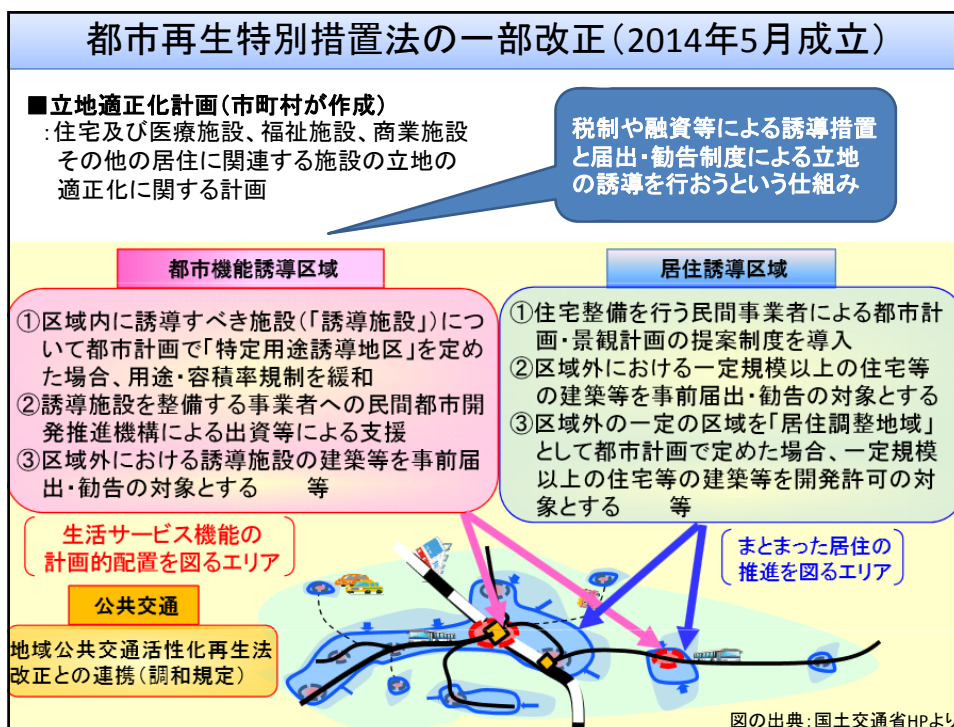 都市再生特別措置法の一部改正(2014年5月成立)
■立地適正化計画(市町村が作成)
:住宅及び医療施設、福祉施設、商業施設
その他の居住に関連する施設の立地の
適正化に関する計画
税制や融資等による誘導措置
と届出・勧告制度による立地
の誘導を行おうという仕組み
都市機能誘導区域
①区域内に誘導すべき施設(「誘導施設」)につ
いて都市計画で「特定用途誘導地区」を定め
た場合、用途・容積率規制を緩和
②誘導施設を整備する事業者への民間都市開
発推進機構による出資等による支援
③区域外における誘導施設の建築等を事前届
出・勧告の対象とする 等
生活サービス機能の
計画的配置を図るエリア
居住誘導区域
①住宅整備を行う民間事業者による都市計
画・景観計画の提案制度を導入
②区域外における一定規模以上の住宅等
の建築等を事前届出・勧告の対象とする
③区域外の一定の区域を「居住調整地域」
として都市計画で定めた場合、一定規模
以上の住宅等の建築等を開発許可の対
象とする 等
まとまった居住の
推進を図るエリア
公共交通
地域公共交通活性化再生法
改正との連携(調和規定)
図の出典:国土交通省HPより